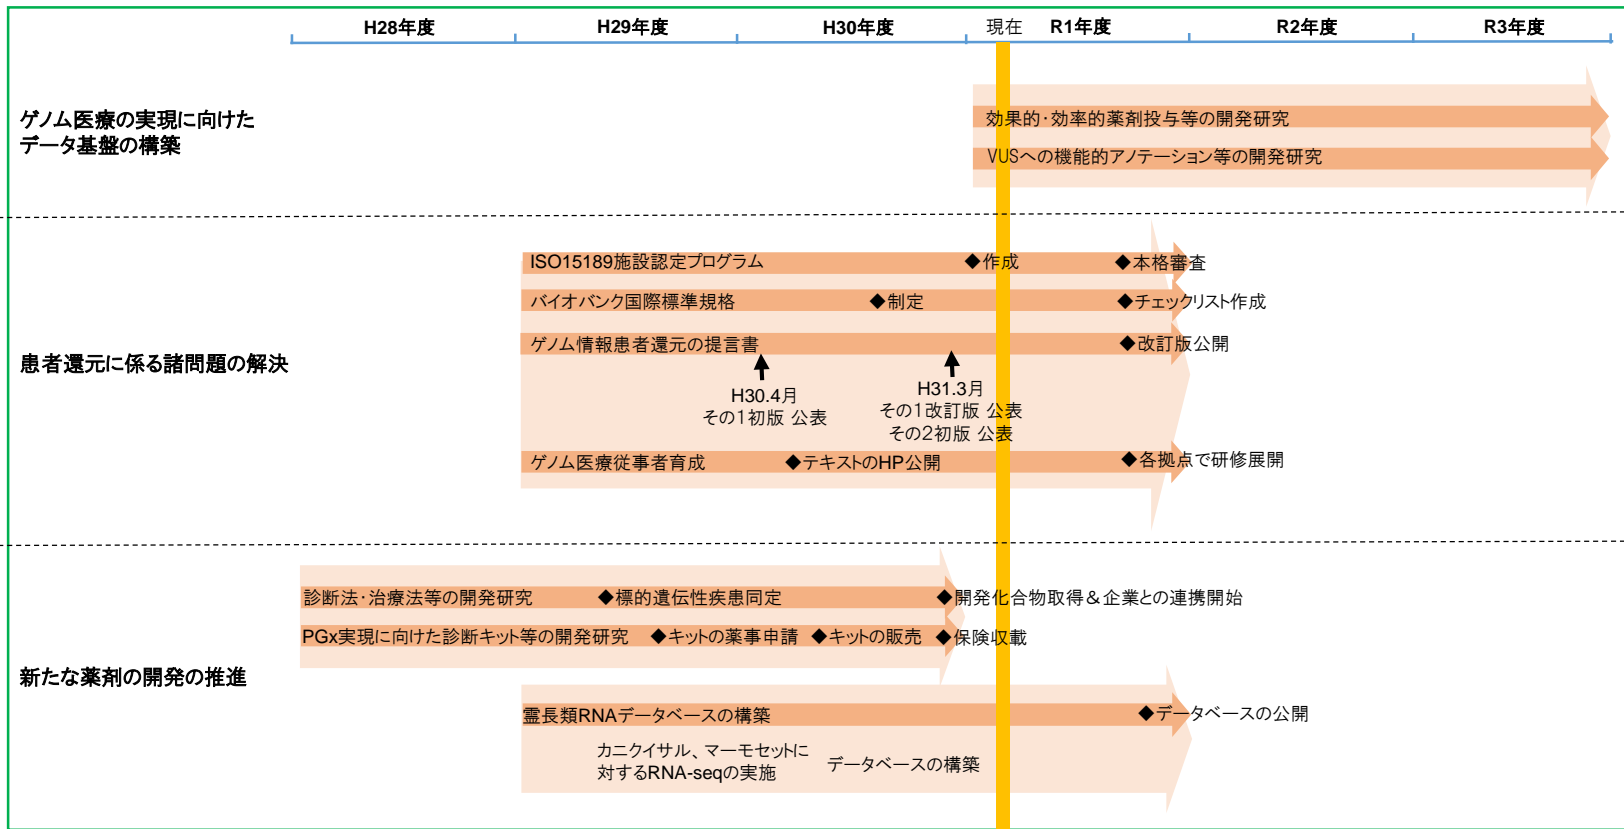 H28年度
H29年度
H30年度
現在
R1年度
R2年度
R3年度
ゲノム医療の実現に向けた
データ基盤の構築
効果的・効率的薬剤投与等の開発研究
VUSへの機能的アノテーション等の開発研究
患者還元に係る諸問題の解決
ISO15189施設認定プログラム
◆作成
◆本格審査
バイオバンク国際標準規格
◆制定
◆チェックリスト作成
ゲノム情報患者還元の提言書
◆改訂版公開
H30.4月
その1初版 公表
H31.3月
その1改訂版 公表
その2初版 公表
ゲノム医療従事者育成
◆テキストのHP公開
◆各拠点で研修展開
新たな薬剤の開発の推進
診断法・治療法等の開発研究
◆標的遺伝性疾患同定
◆開発化合物取得＆企業との連携開始
PGx実現に向けた診断キット等の開発研究
◆キットの薬事申請
◆キットの販売
◆保険収載
霊長類RNAデータベースの構築
◆データベースの公開
カニクイサル、マーモセットに
対するRNA-seqの実施
データベースの構築